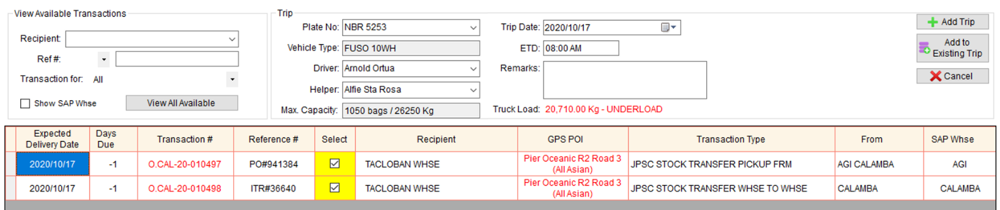 View Available Transactions
Recipient:
Ref #:
Transaction for: All
Show SAP Whse
View All Available
Trip
Plate No: NBR 5253
Vehicle Type: FUSO 10WH
Driver: Arnold Ortua
Helper: Alfie Sta Rosa
Max. Capacity: 1050 bags / 26250 Kg
Trip Date: 2020/10/17
ETD: 08:00 AM
Remarks:
Truck Load: 20,710.00 Kg - UNDERLOAD
Add Trip
Add to
Existing Trip
Cancel
Expected
Delivery Date
Days
Due
Transaction #
Reference #
Select
Recipient
GPS POI
Transaction Type
From
SAP Whse
2020/10/17
-1
O.CAL-20-010497
PO#941384
TACLOBAN WHSE
Pier Oceanic R2 Road 3
(All Asian)
JPSC STOCK TRANSFER PICKUP FRM
AGI CALAMBA
AGI
2020/10/17
-1
O.CAL-20-010498
ITR#36640
TACLOBAN WHSE
Pier Oceanic R2 Road 3
(All Asian)
JPSC STOCK TRANSFER WHSE TO WHSE
CALAMBA
CALAMBA